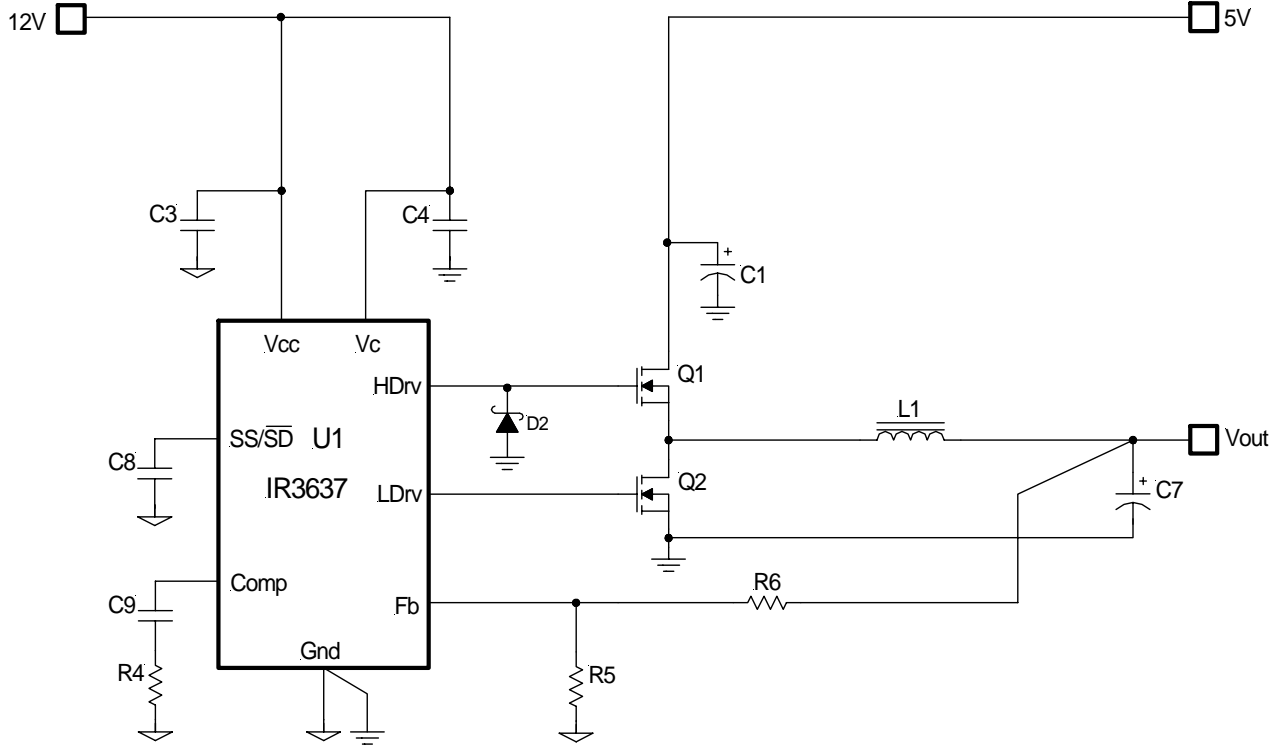 12V
5V
C3
C4
+
C1
Vcc
Vc
HDrv
Q1
D2
L1
SS/SD
U1
Vout
C8
IR3637
LDrv
Q2
+
C7
Comp
R6
C9
Fb
Gnd
R4
R5